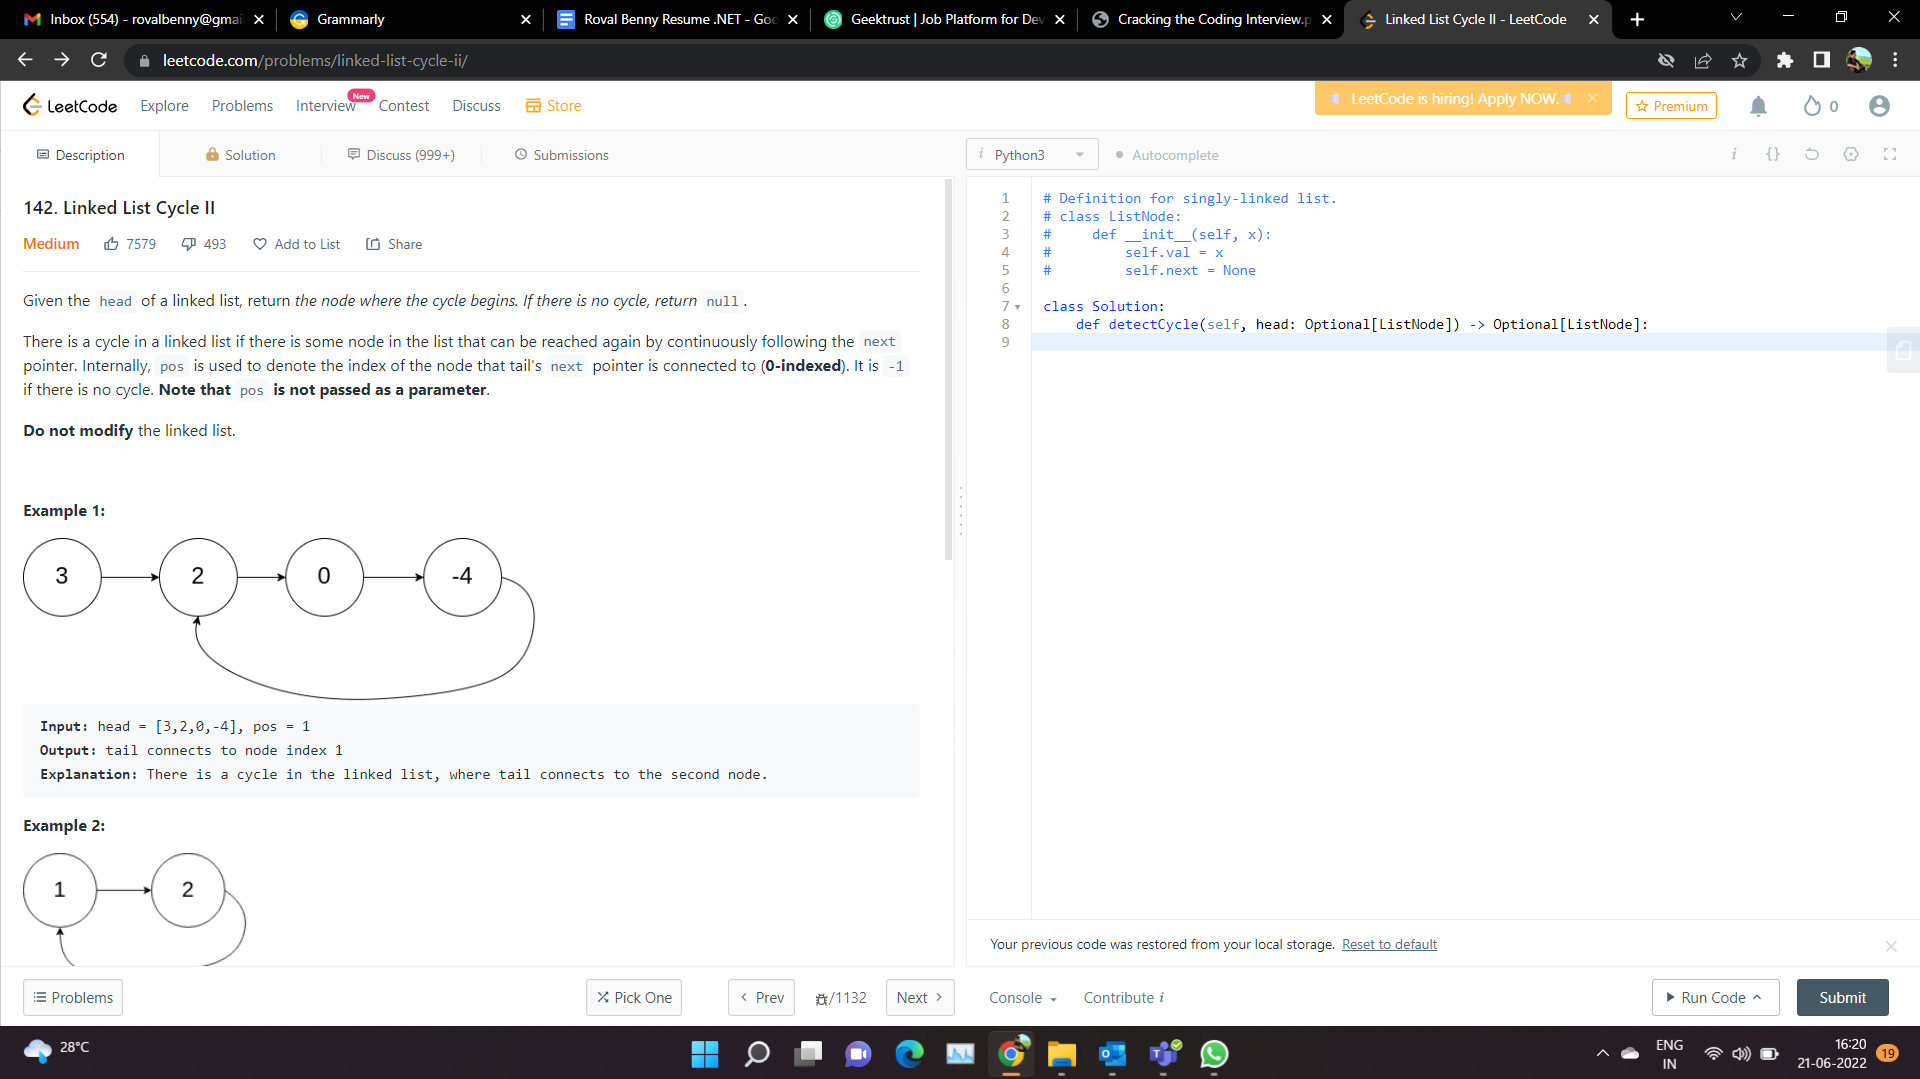 Inbox (554) - rovalbenny@gmai
Grammarly
Roval Benny Resume .NET - Goo
Geektrust | Job Platform for Dev
Cracking the Coding Interview.p
Linked List Cycle II - LeetCode
leetcode.com/problems/linked-list-cycle-ii/
LeetCode Explore Problems Interview New Contest Discuss Store
LeetCode is hiring! Apply NOW.
Premium
0
Description Solution Discuss (999+) Submissions
i Python3 Autocomplete
142. Linked List Cycle II
Medium 7579 493 Add to List Share
Given the head of a linked list, return the node where the cycle begins. If there is no cycle, return null.
There is a cycle in a linked list if there is some node in the list that can be reached again by continuously following the next
pointer. Internally, pos is used to denote the index of the node that tail's next pointer is connected to (0-indexed). It is -1
if there is no cycle. Note that pos is not passed as a parameter.
Do not modify the linked list.
Example 1:
3 2 0 -4
Input: head = [3,2,0,-4], pos = 1
Output: tail connects to node index 1
Explanation: There is a cycle in the linked list, where tail connects to the second node.
Example 2:
1 2
1 # Definition for singly-linked list.
2 # class ListNode:
3 #     def __init__(self, x):
4 #         self.val = x
5 #         self.next = None
6
7 class Solution:
8     def detectCycle(self, head: Optional[ListNode]) -> Optional[ListNode]:
9
Your previous code was restored from your local storage. Reset to default
Problems Pick One Prev /1132 Next Console Contribute i Run Code Submit
28°C
ENG
IN
16:20
21-06-2022
19